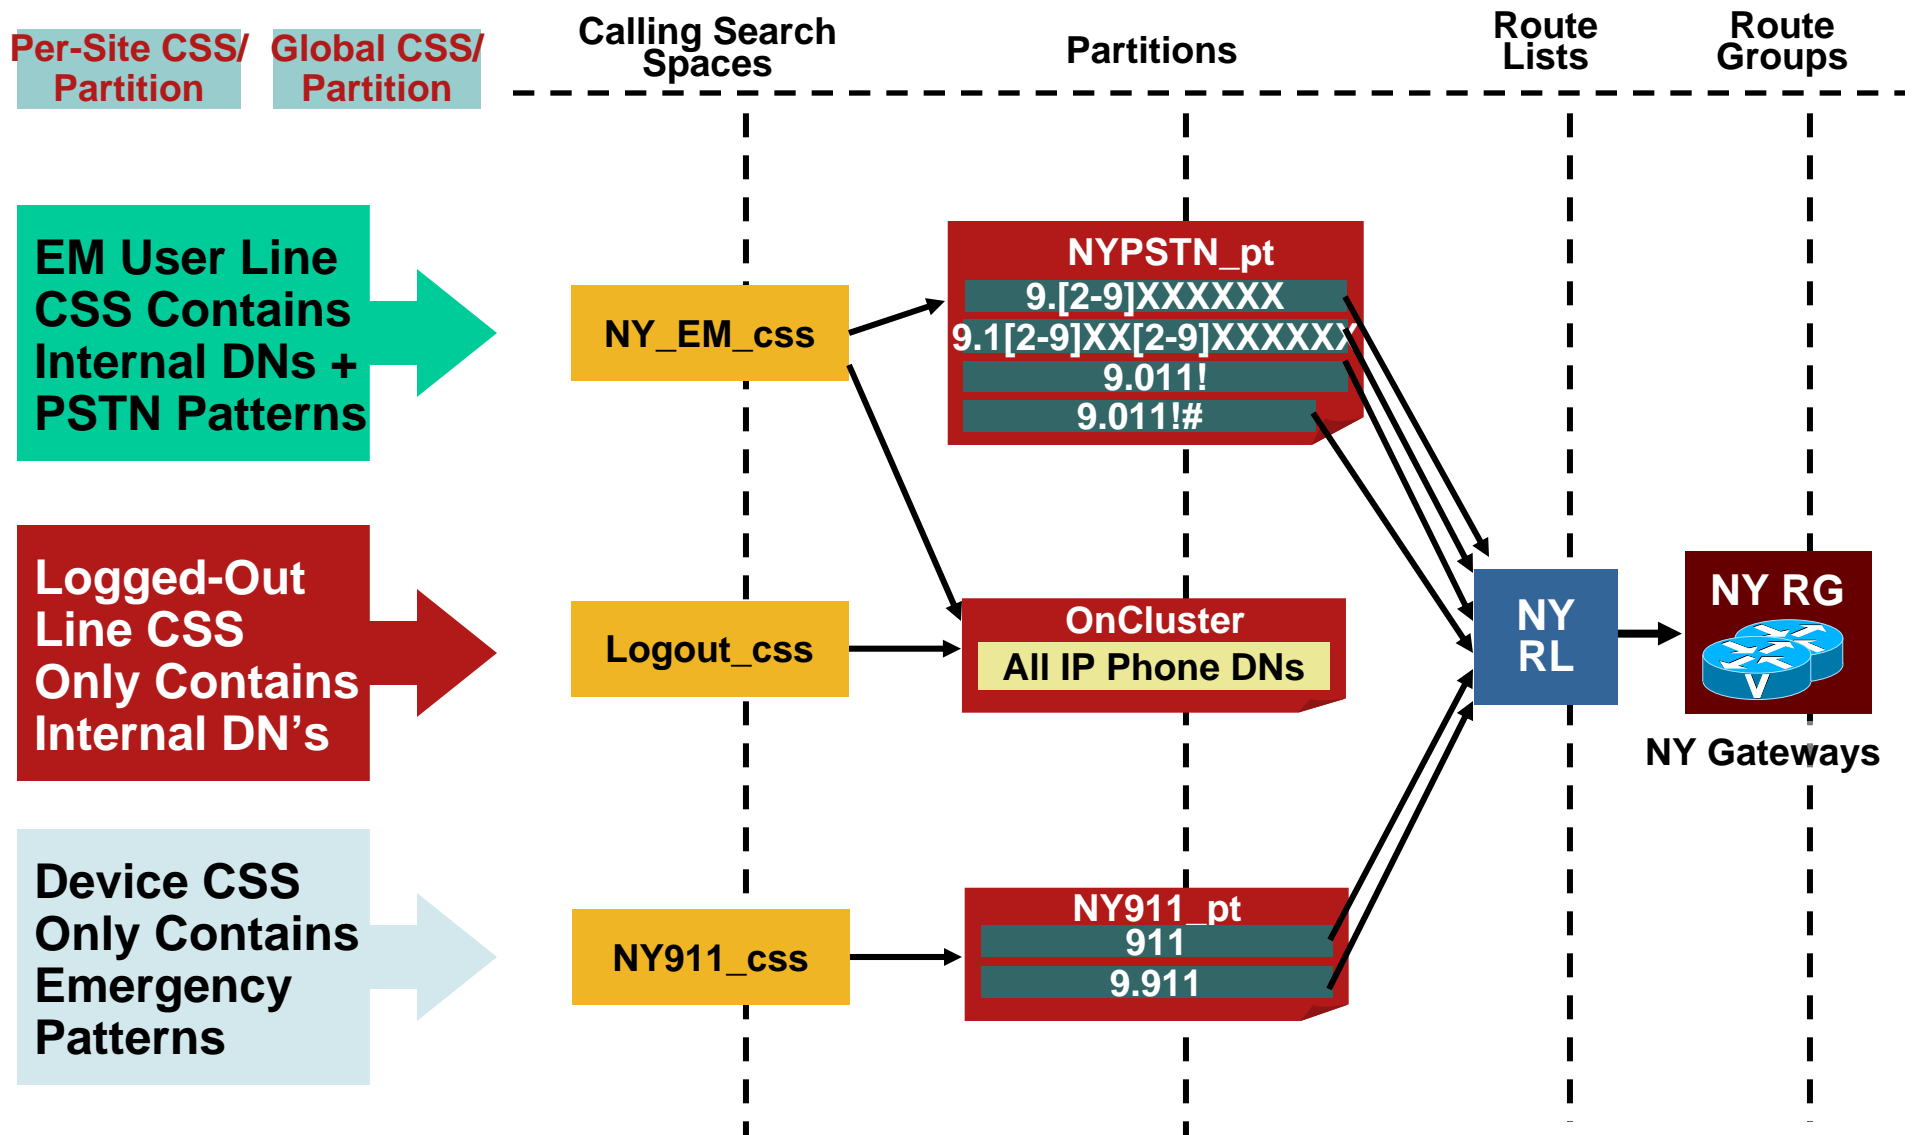 Per-Site CSS/
Partition
Global CSS/
Partition
Calling Search
Spaces
Partitions
Route
Lists
Route
Groups
EM User Line
CSS Contains
Internal DNs +
PSTN Patterns
NY_EM_css
NYPSTN_pt
9.[2-9]XXXXXX
9.1[2-9]XX[2-9]XXXXXX
9.011!
9.011!#
Logged-Out
Line CSS
Only Contains
Internal DN’s
Logout_css
OnCluster
All IP Phone DNs
NY
RL
NY RG
V
NY Gateways
Device CSS
Only Contains
Emergency
Patterns
NY911_css
NY911_pt
911
9.911